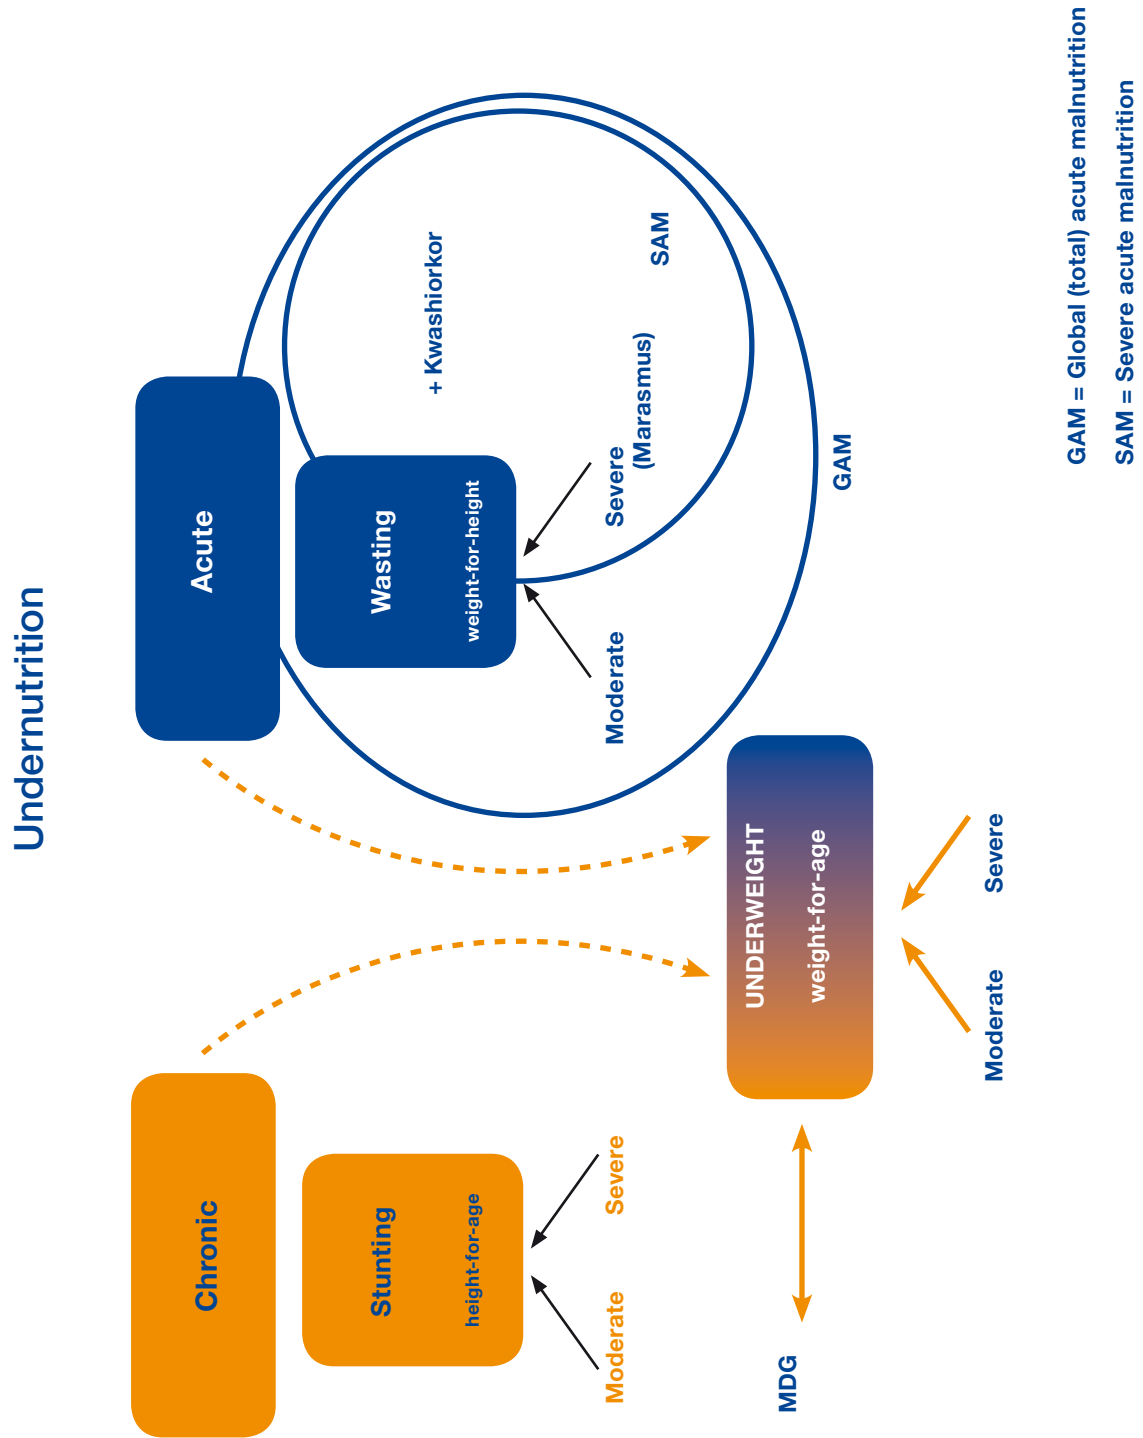 Undernutrition
Chronic
Acute
Stunting
height-for-age
Wasting
weight-for-height
+ Kwashiorkor
Moderate
Severe
Moderate
Severe
(Marasmus)
SAM
GAM
MDG
UNDERWEIGHT
weight-for-age
Moderate
Severe
GAM = Global (total) acute malnutrition
SAM = Severe acute malnutrition